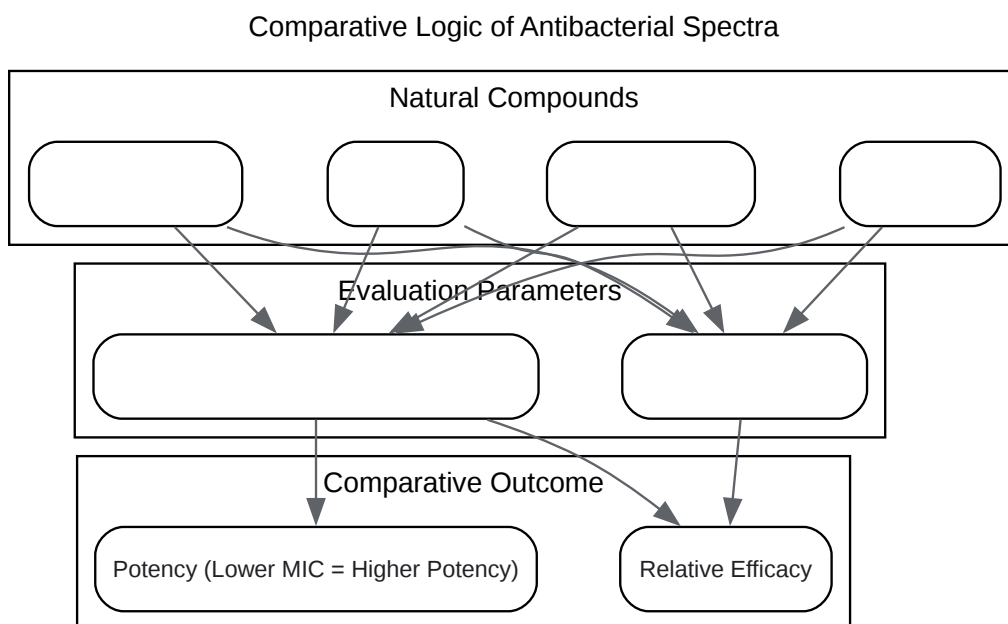 Comparative Logic of Antibacterial Spectra
Natural Compounds
Evaluation Parameters
Comparative Outcome
Potency (Lower MIC = Higher Potency)
Relative Efficacy